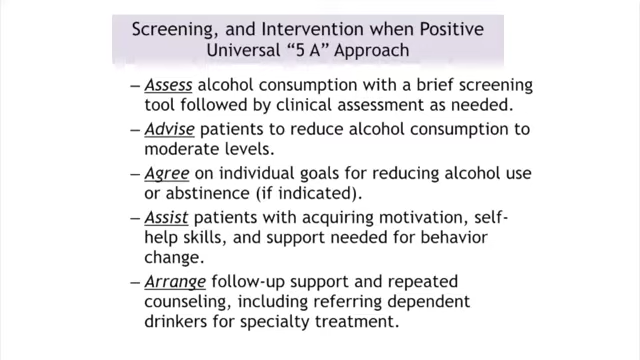 Screening, and Intervention when Positive
Universal “5 A” Approach
– Assess alcohol consumption with a brief screening
tool followed by clinical assessment as needed.
– Advise patients to reduce alcohol consumption to
moderate levels.
– Agree on individual goals for reducing alcohol use
or abstinence (if indicated).
– Assist patients with acquiring motivation, self-
help skills, and support needed for behavior
change.
– Arrange follow-up support and repeated
counseling, including referring dependent
drinkers for specialty treatment.